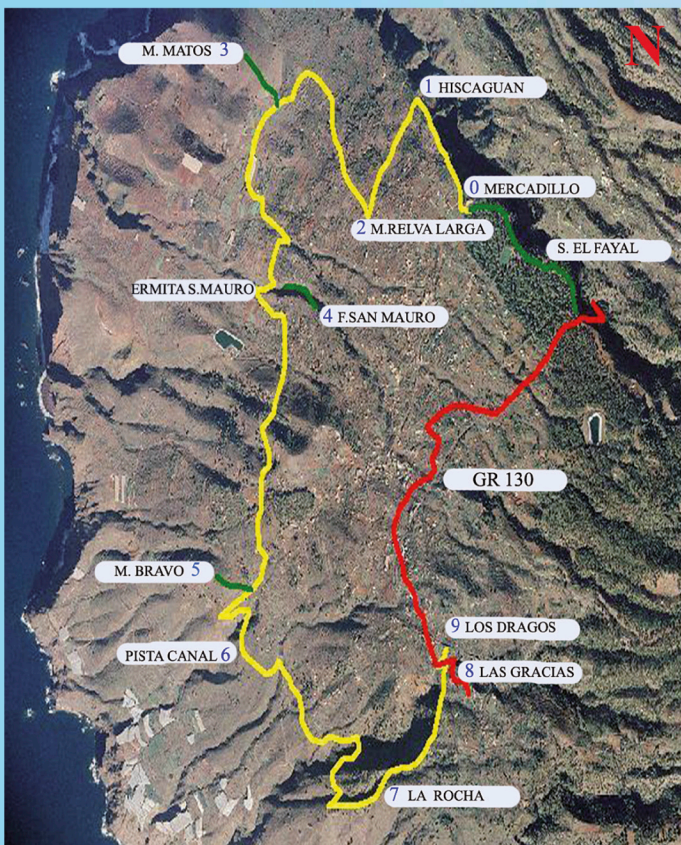 N
M. MATOS 3
1 HISCAGUAN
0 MERCADILLO
2 M.RELVA LARGA
S. EL FAYAL
ERMITA S.MAURO
4 F.SAN MAURO
GR 130
M. BRAVO 5
9 LOS DRAGOS
PISTA CANAL 6
8 LAS GRACIAS
7 LA ROCHA